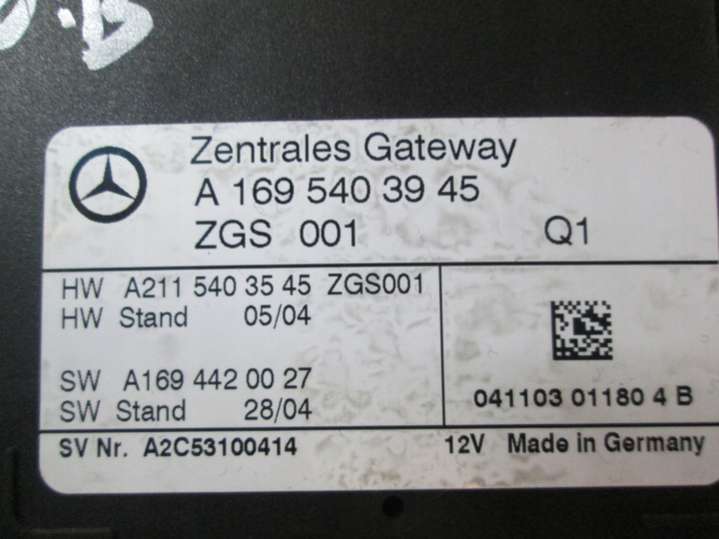 Zentrales Gateway
A 169 540 39 45
ZGS 001 Q1
HW A211 540 35 45 ZGS001
HW Stand 05/04
SW A169 442 00 27
SW Stand 28/04
041103 01180 4 B
SV Nr. A2C53100414 12V Made in Germany